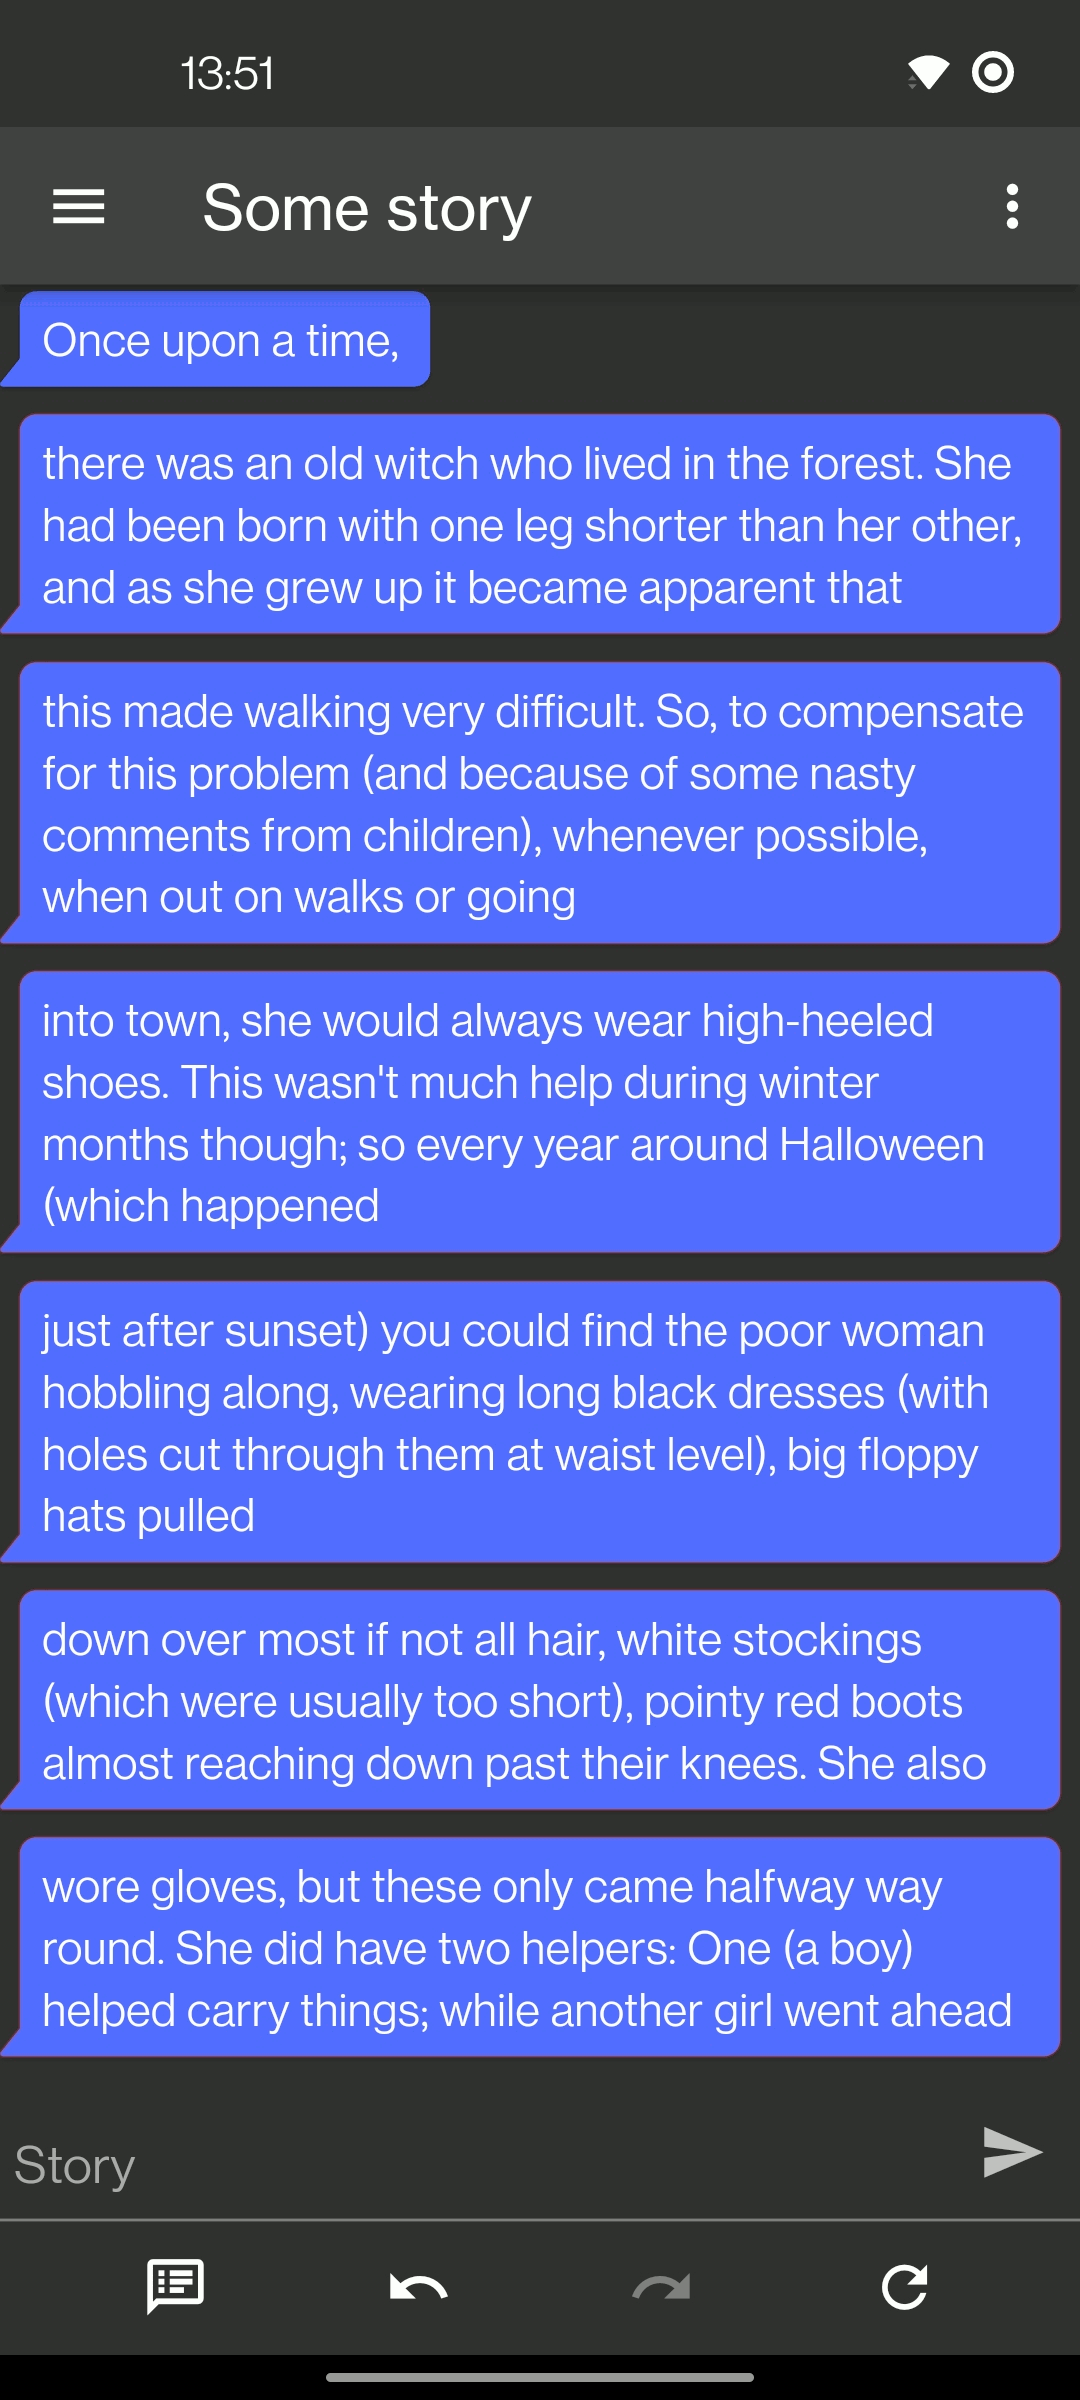 13:51
Some story
Once upon a time,
there was an old witch who lived in the forest. She
had been born with one leg shorter than her other,
and as she grew up it became apparent that
this made walking very difficult. So, to compensate
for this problem (and because of some nasty
comments from children), whenever possible,
when out on walks or going
into town, she would always wear high-heeled
shoes. This wasn't much help during winter
months though; so every year around Halloween
(which happened
just after sunset) you could find the poor woman
hobbling along, wearing long black dresses (with
holes cut through them at waist level), big floppy
hats pulled
down over most if not all hair, white stockings
(which were usually too short), pointy red boots
almost reaching down past their knees. She also
wore gloves, but these only came halfway way
round. She did have two helpers: One (a boy)
helped carry things; while another girl went ahead
Story